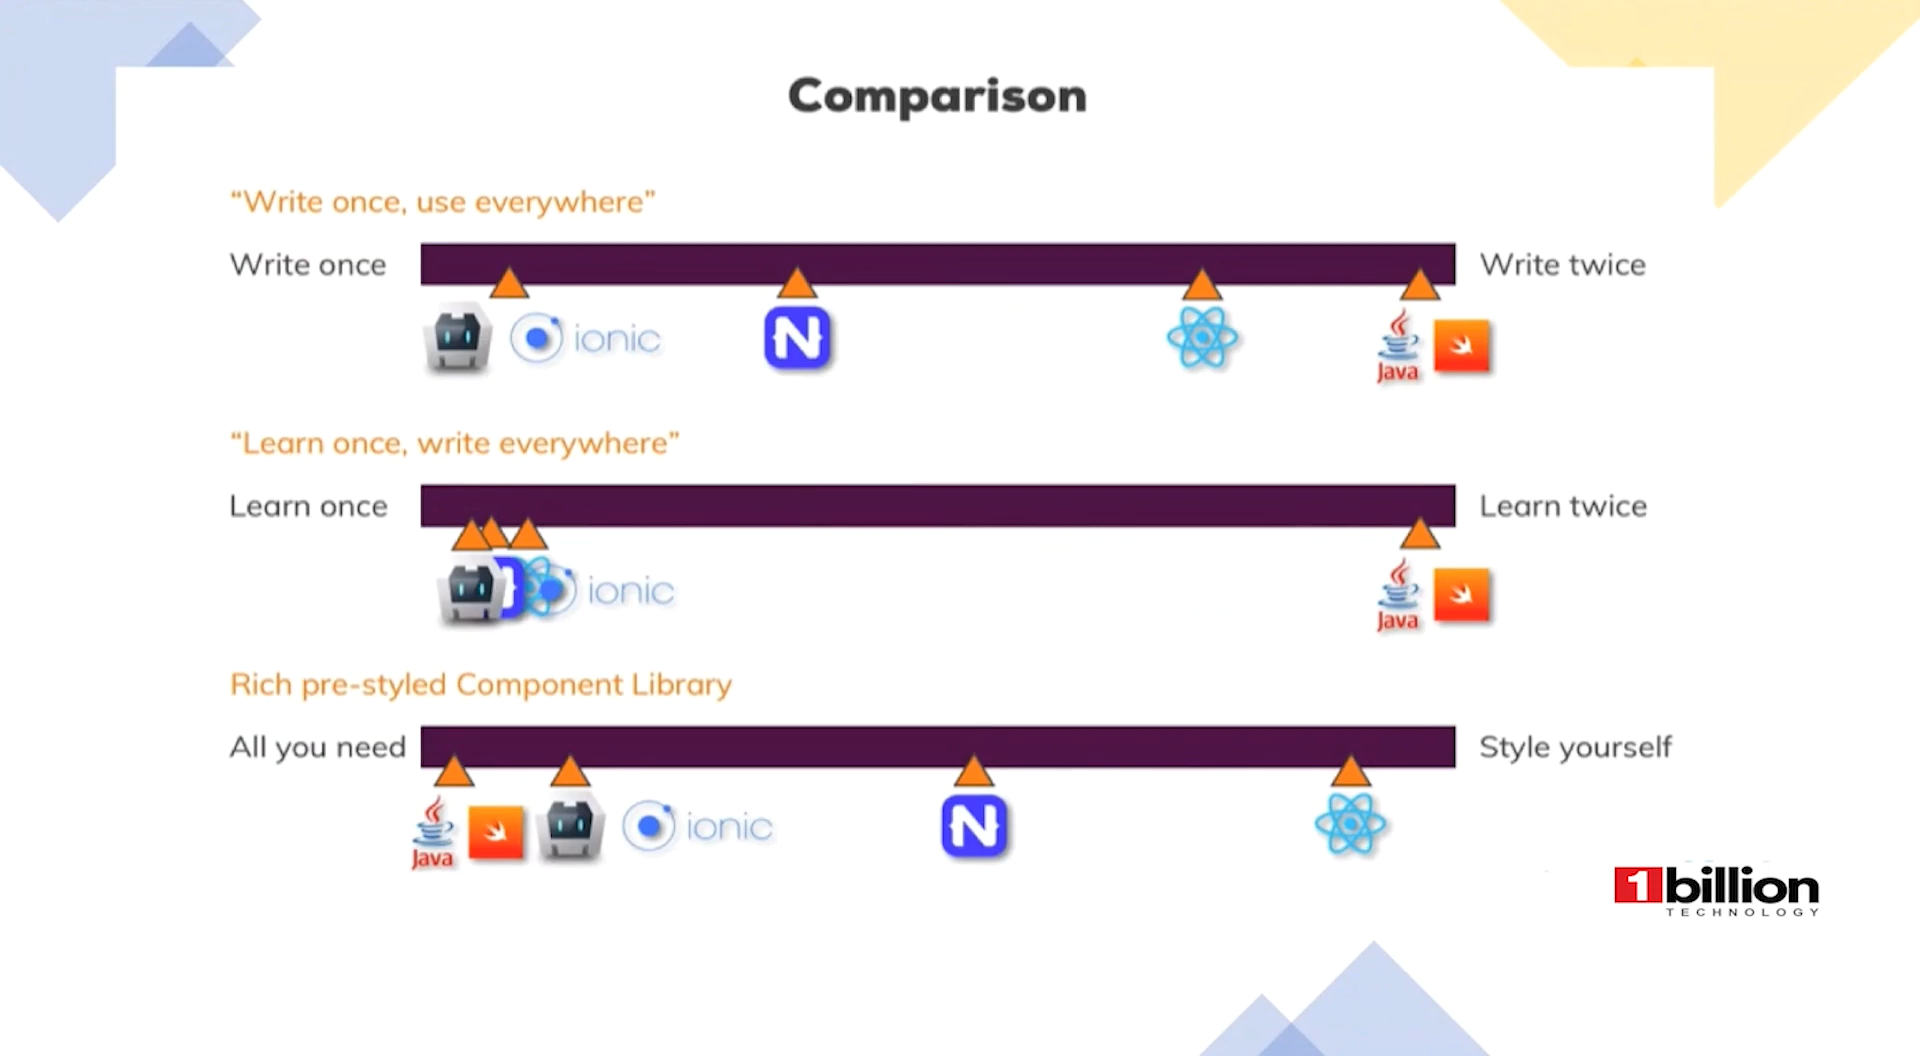 Comparison
“Write once, use everywhere”
Write once
Write twice
ionic
N
Java
“Learn once, write everywhere”
Learn once
Learn twice
ionic
Java
Rich pre-styled Component Library
All you need
Style yourself
Java
ionic
N
1billion
TECHNOLOGY